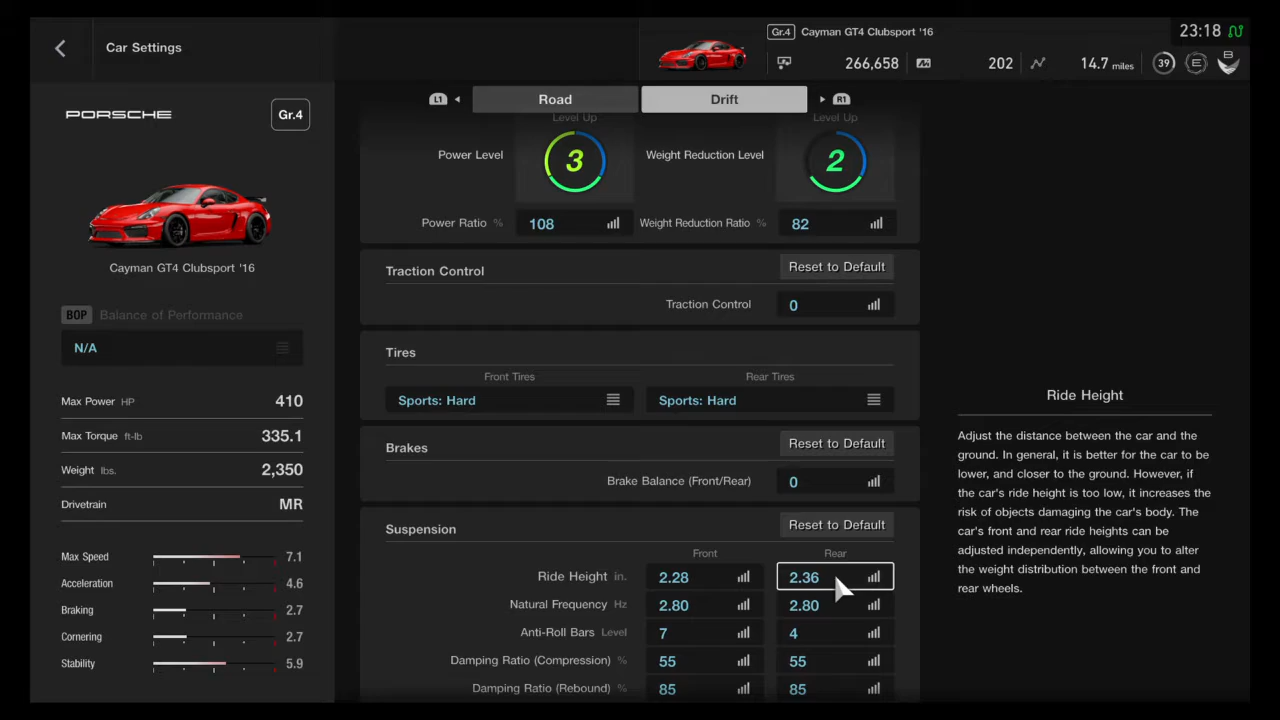 Car Settings
Gr.4 Cayman GT4 Clubsport '16
23:18
266,658
202
14.7 miles
39
E
B
PORSCHE
Gr.4
Cayman GT4 Clubsport '16
BOP Balance of Performance
N/A
Max Power HP 410
Max Torque ft-lb 335.1
Weight lbs. 2,350
Drivetrain MR
Max Speed 7.1
Acceleration 4.6
Braking 2.7
Cornering 2.7
Stability 5.9
L1 Road Drift R1
Level Up Level Up
Power Level 3 Weight Reduction Level 2
Power Ratio % 108 Weight Reduction Ratio % 82
Traction Control Reset to Default
Traction Control 0
Tires
Front Tires Rear Tires
Sports: Hard Sports: Hard
Brakes Reset to Default
Brake Balance (Front/Rear) 0
Suspension Reset to Default
Front Rear
Ride Height in. 2.28 2.36
Natural Frequency Hz 2.80 2.80
Anti-Roll Bars Level 7 4
Damping Ratio (Compression) % 55 55
Damping Ratio (Rebound) % 85 85
Ride Height
Adjust the distance between the car and the
ground. In general, it is better for the car to be
lower, and closer to the ground. However, if
the car's ride height is too low, it increases the
risk of objects damaging the car's body. The
car's front and rear ride heights can be
adjusted independently, allowing you to alter
the weight distribution between the front and
rear wheels.